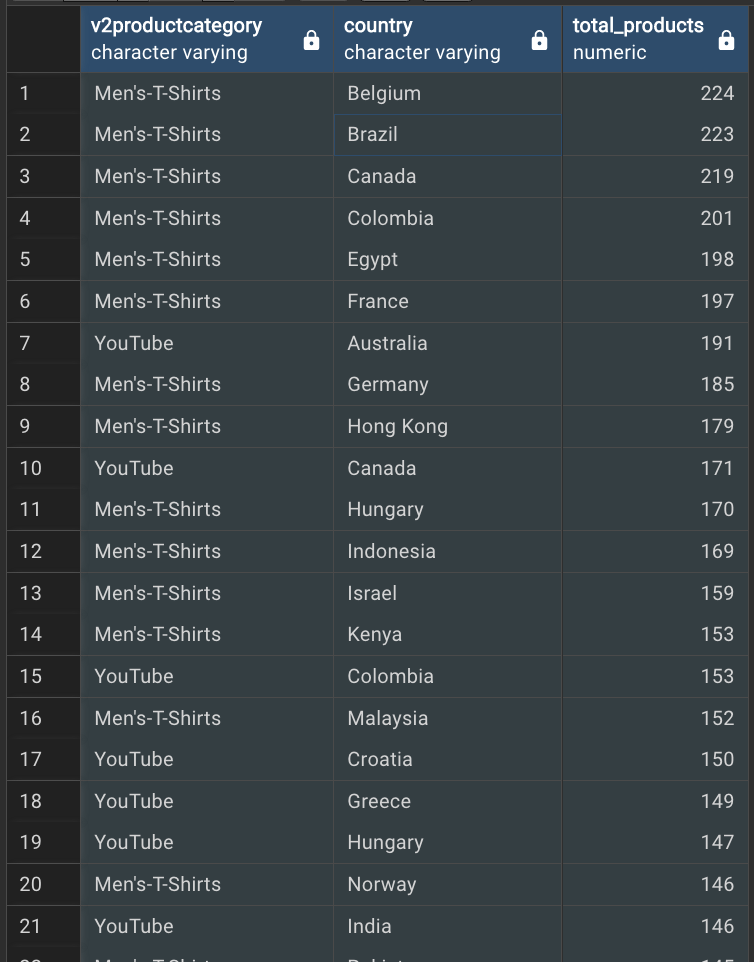 v2productcategory country total_products
character varying character varying numeric
1 Men's-T-Shirts Belgium 224
2 Men's-T-Shirts Brazil 223
3 Men's-T-Shirts Canada 219
4 Men's-T-Shirts Colombia 201
5 Men's-T-Shirts Egypt 198
6 Men's-T-Shirts France 197
7 YouTube Australia 191
8 Men's-T-Shirts Germany 185
9 Men's-T-Shirts Hong Kong 179
10 YouTube Canada 171
11 Men's-T-Shirts Hungary 170
12 Men's-T-Shirts Indonesia 169
13 Men's-T-Shirts Israel 159
14 Men's-T-Shirts Kenya 153
15 YouTube Colombia 153
16 Men's-T-Shirts Malaysia 152
17 YouTube Croatia 150
18 YouTube Greece 149
19 YouTube Hungary 147
20 Men's-T-Shirts Norway 146
21 YouTube India 146